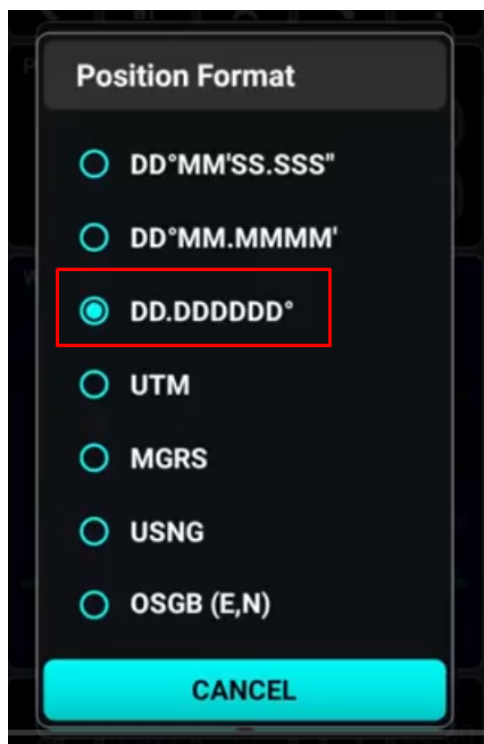 Position Format
DD°MM'SS.SSS"
DD°MM.MMMM'
DD.DDDDDD°
UTM
MGRS
USNG
OSGB (E,N)
CANCEL